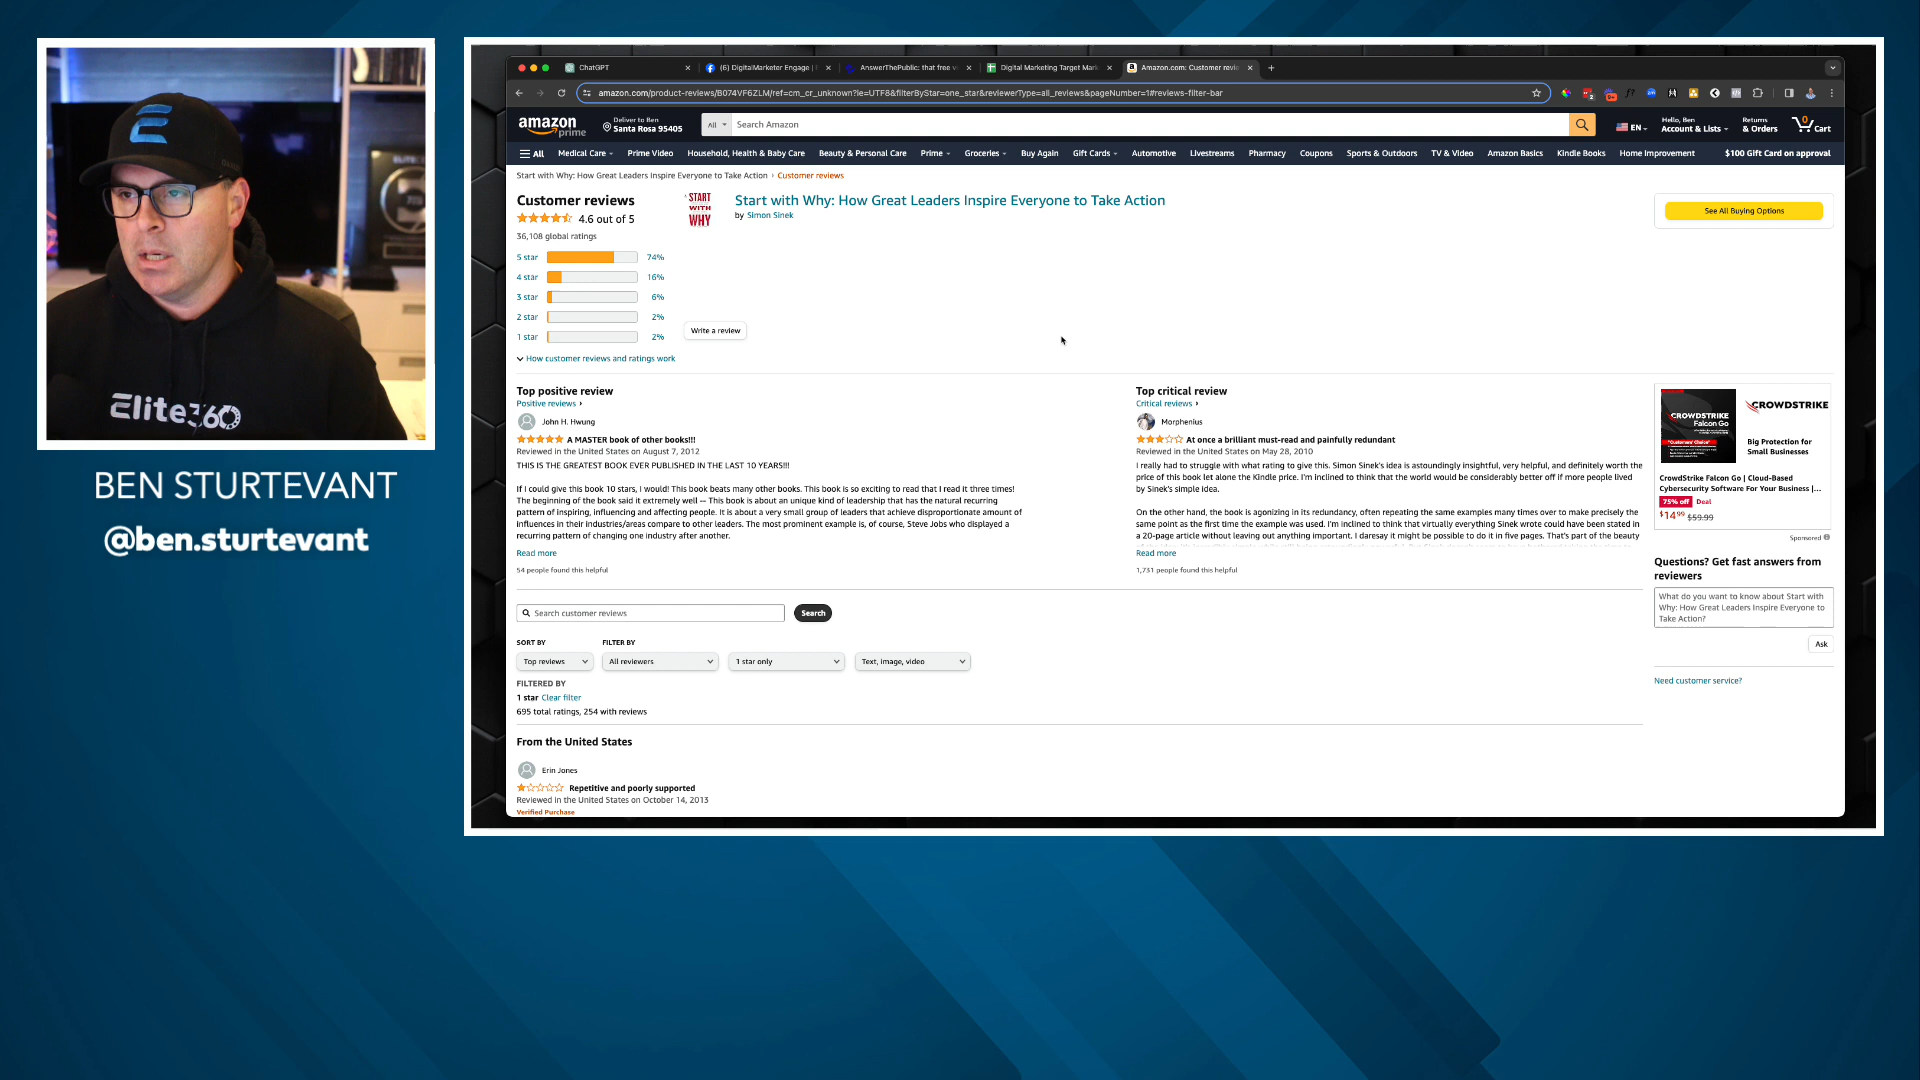 Elite360
BEN STURTEVANT
@ben.sturtevant
ChatGPT
(6) DigitalMarketer Engage |
AnswerThePublic: that free v
Digital Marketing Target Mark
Amazon.com: Customer revie
amazon.com/product-reviews/B074VF6ZLM/ref=cm_cr_unknown?ie=UTF8&filterByStar=one_star&reviewerType=all_reviews&pageNumber=1#reviews-filter-bar
amazon prime
Deliver to Ben
Santa Rosa 95405
All
Search Amazon
EN
Hello, Ben
Account & Lists
Returns
& Orders
0
Cart
All
Medical Care
Prime Video
Household, Health & Baby Care
Beauty & Personal Care
Prime
Groceries
Buy Again
Gift Cards
Automotive
Livestreams
Pharmacy
Coupons
Sports & Outdoors
TV & Video
Amazon Basics
Kindle Books
Home Improvement
$100 Gift Card on approval
Start with Why: How Great Leaders Inspire Everyone to Take Action › Customer reviews
Customer reviews
4.6 out of 5
36,108 global ratings
5 star 74%
4 star 16%
3 star 6%
2 star 2%
1 star 2%
How customer reviews and ratings work
START
WITH
WHY
Start with Why: How Great Leaders Inspire Everyone to Take Action
by Simon Sinek
Write a review
See All Buying Options
Top positive review
Positive reviews ›
John H. Hwung
A MASTER book of other books!!!
Reviewed in the United States on August 7, 2012
THIS IS THE GREATEST BOOK EVER PUBLISHED IN THE LAST 10 YEARS!!!
If I could give this book 10 stars, I would! This book beats many other books. This book is so exciting to read that I read it three times!
The beginning of the book said it extremely well -- This book is about an unique kind of leadership that has the natural recurring
pattern of inspiring, influencing and affecting people. It is about a very small group of leaders that achieve disproportionate amount of
influences in their industries/areas compare to other leaders. The most prominent example is, of course, Steve Jobs who displayed a
recurring pattern of changing one industry after another.
Read more
54 people found this helpful
Top critical review
Critical reviews ›
Morphenius
At once a brilliant must-read and painfully redundant
Reviewed in the United States on May 28, 2010
I really had to struggle with what rating to give this. Simon Sinek's idea is astoundingly insightful, very helpful, and definitely worth the
price of this book let alone the Kindle price. I'm inclined to think that the world would be considerably better off if more people lived
by Sinek's simple idea.
On the other hand, the book is agonizing in its redundancy, often repeating the same examples many times over to make precisely the
same point as the first time the example was used. I'm inclined to think that virtually everything Sinek wrote could have been stated in
a 20-page article without leaving out anything important. I daresay it might be possible to do it in five pages. That's part of the beauty
Read more
1,731 people found this helpful
CROWDSTRIKE
Falcon Go
"Customers' Choice"
CROWDSTRIKE
Big Protection for
Small Businesses
CrowdStrike Falcon Go | Cloud-Based
Cybersecurity Software For Your Business |...
75% off Deal
$14.99 $59.99
Sponsored
Questions? Get fast answers from
reviewers
What do you want to know about Start with
Why: How Great Leaders Inspire Everyone to
Take Action?
Ask
Need customer service?
Search customer reviews
Search
SORT BY
FILTER BY
Top reviews
All reviewers
1 star only
Text, image, video
FILTERED BY
1 star Clear filter
695 total ratings, 254 with reviews
From the United States
Erin Jones
Repetitive and poorly supported
Reviewed in the United States on October 14, 2013
Verified Purchase